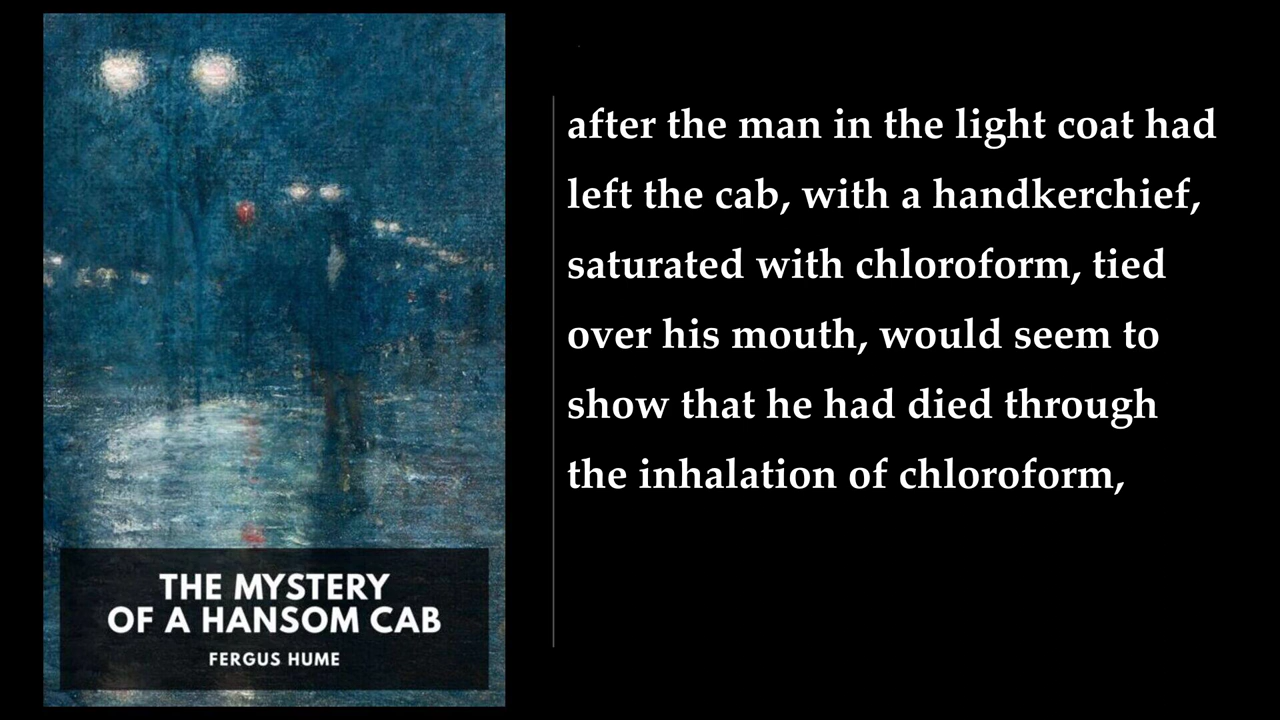 after the man in the light coat had
left the cab, with a handkerchief,
saturated with chloroform, tied
over his mouth, would seem to
show that he had died through
the inhalation of chloroform,
THE MYSTERY
OF A HANSOM CAB
FERGUS HUME